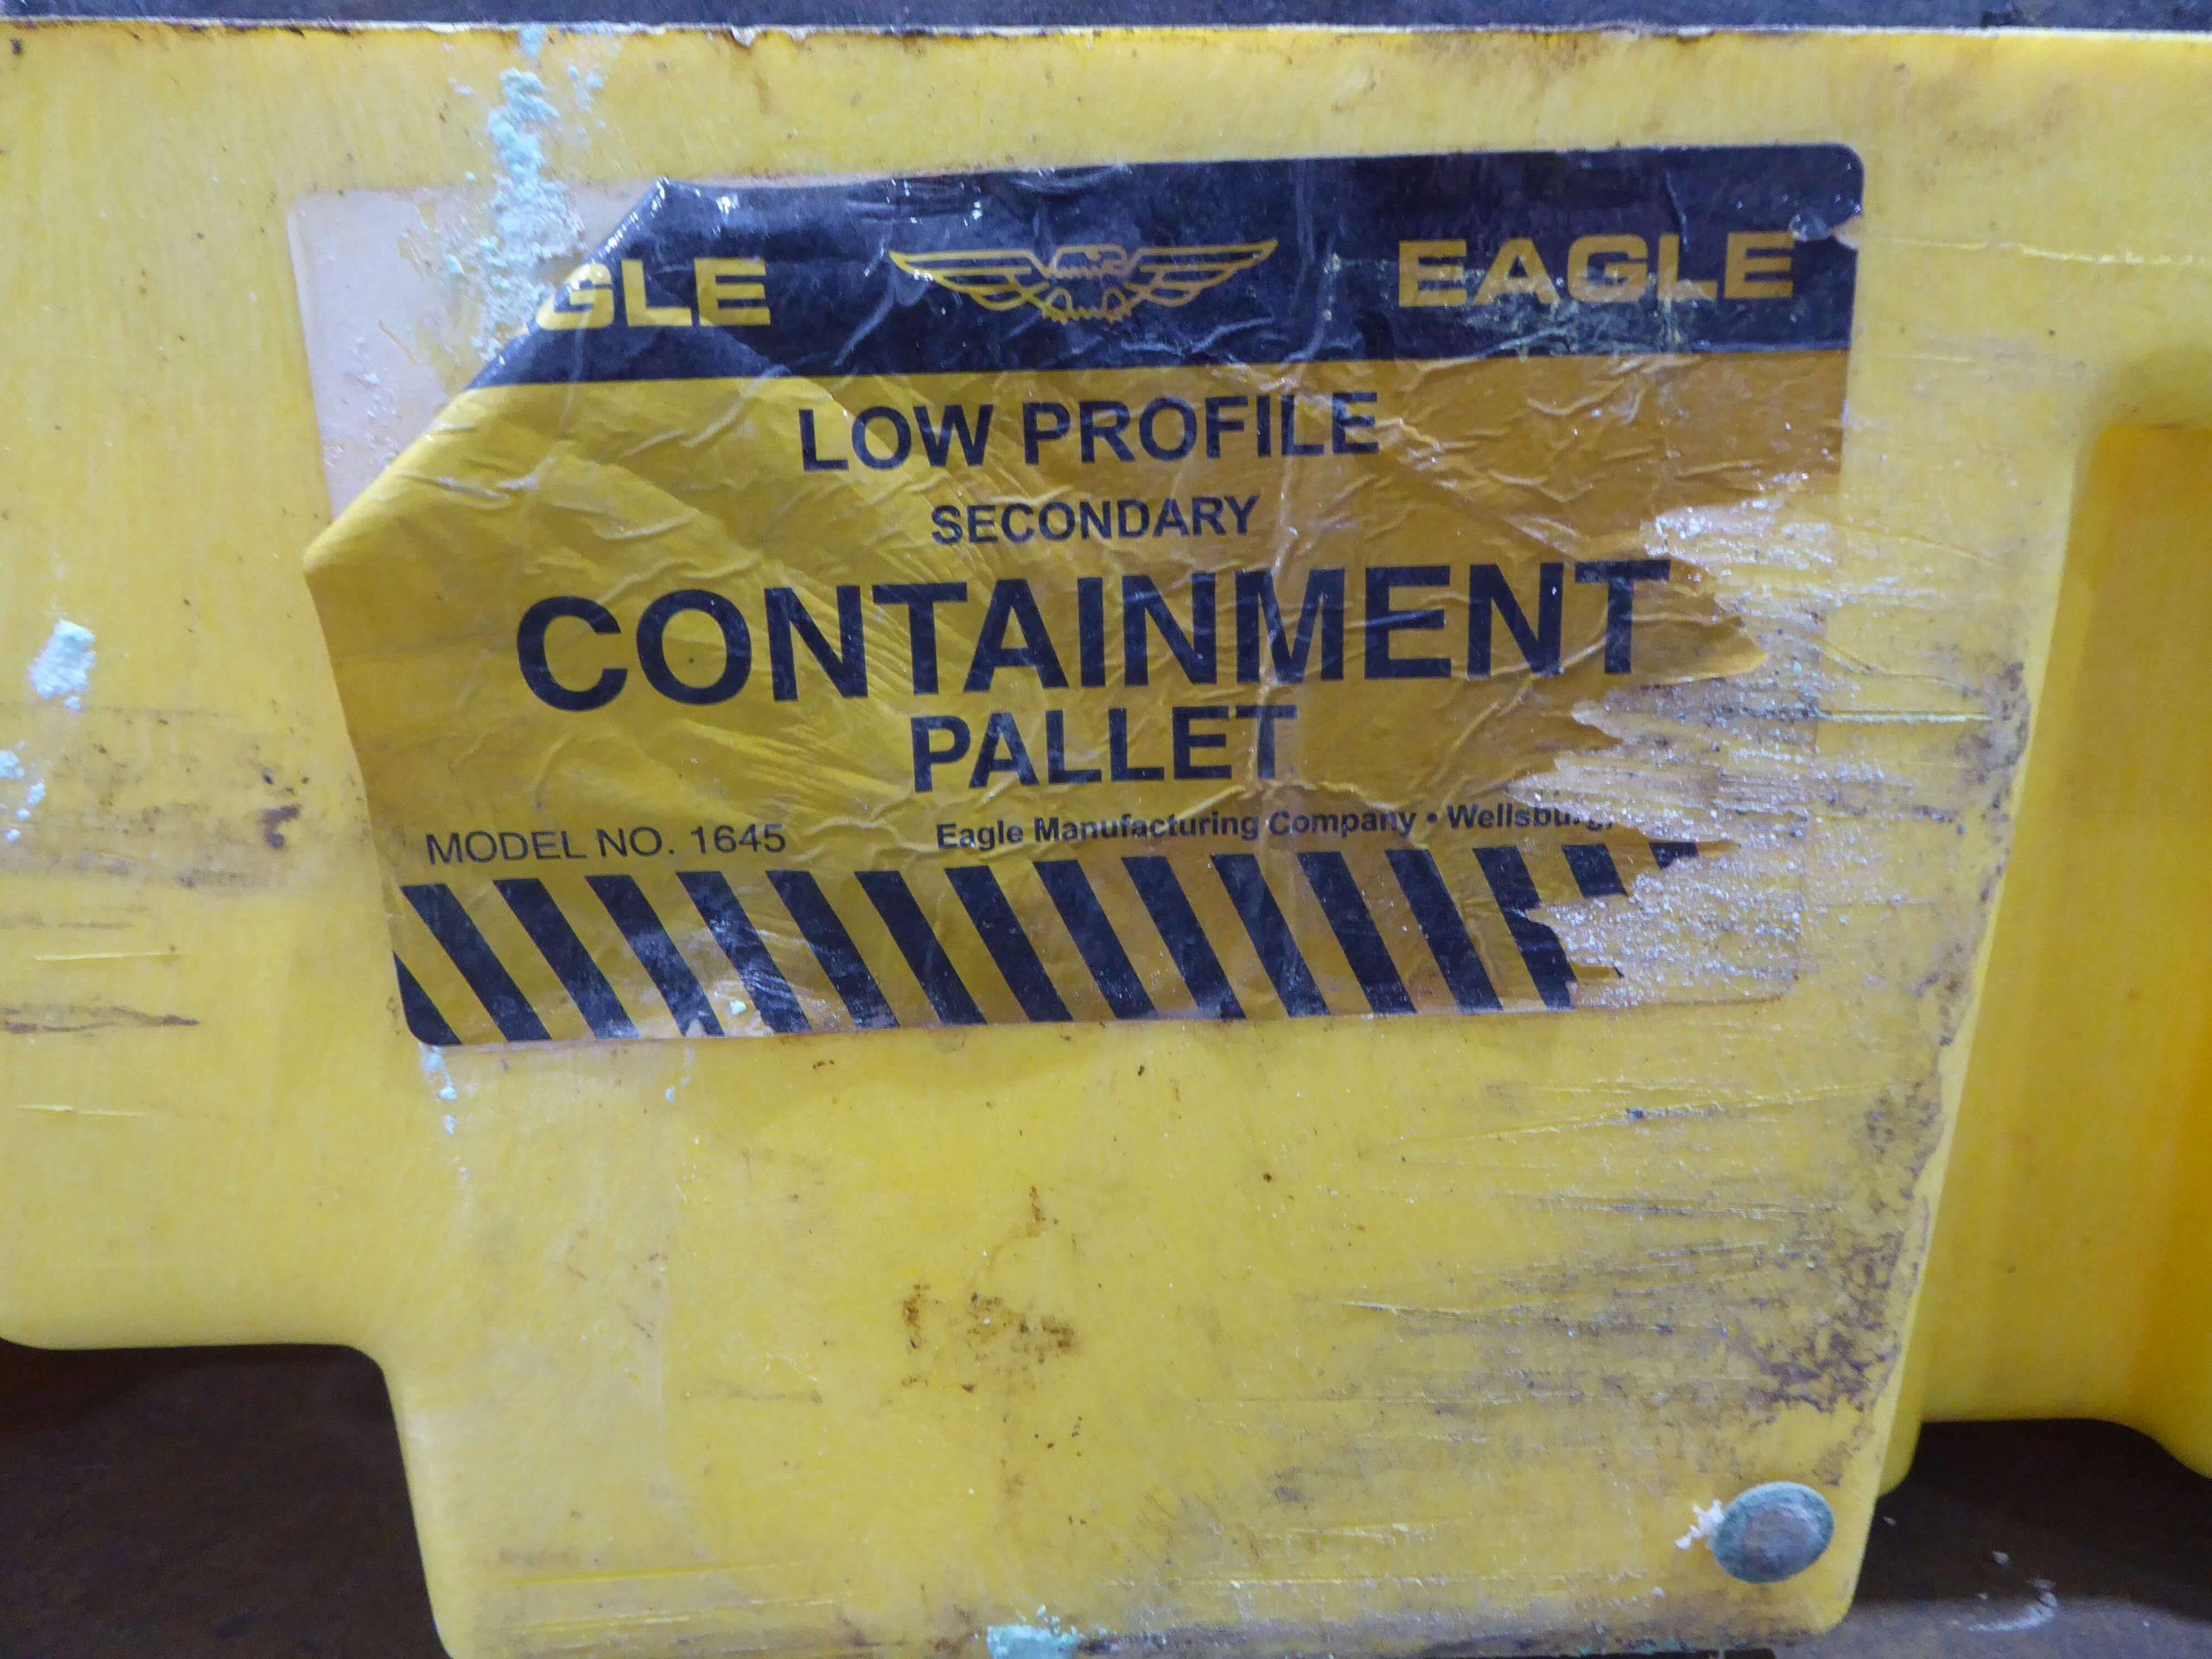 GLE EAGLE
LOW PROFILE
SECONDARY
CONTAINMENT
PALLET
MODEL NO. 1645 Eagle Manufacturing Company • Wellsburg,